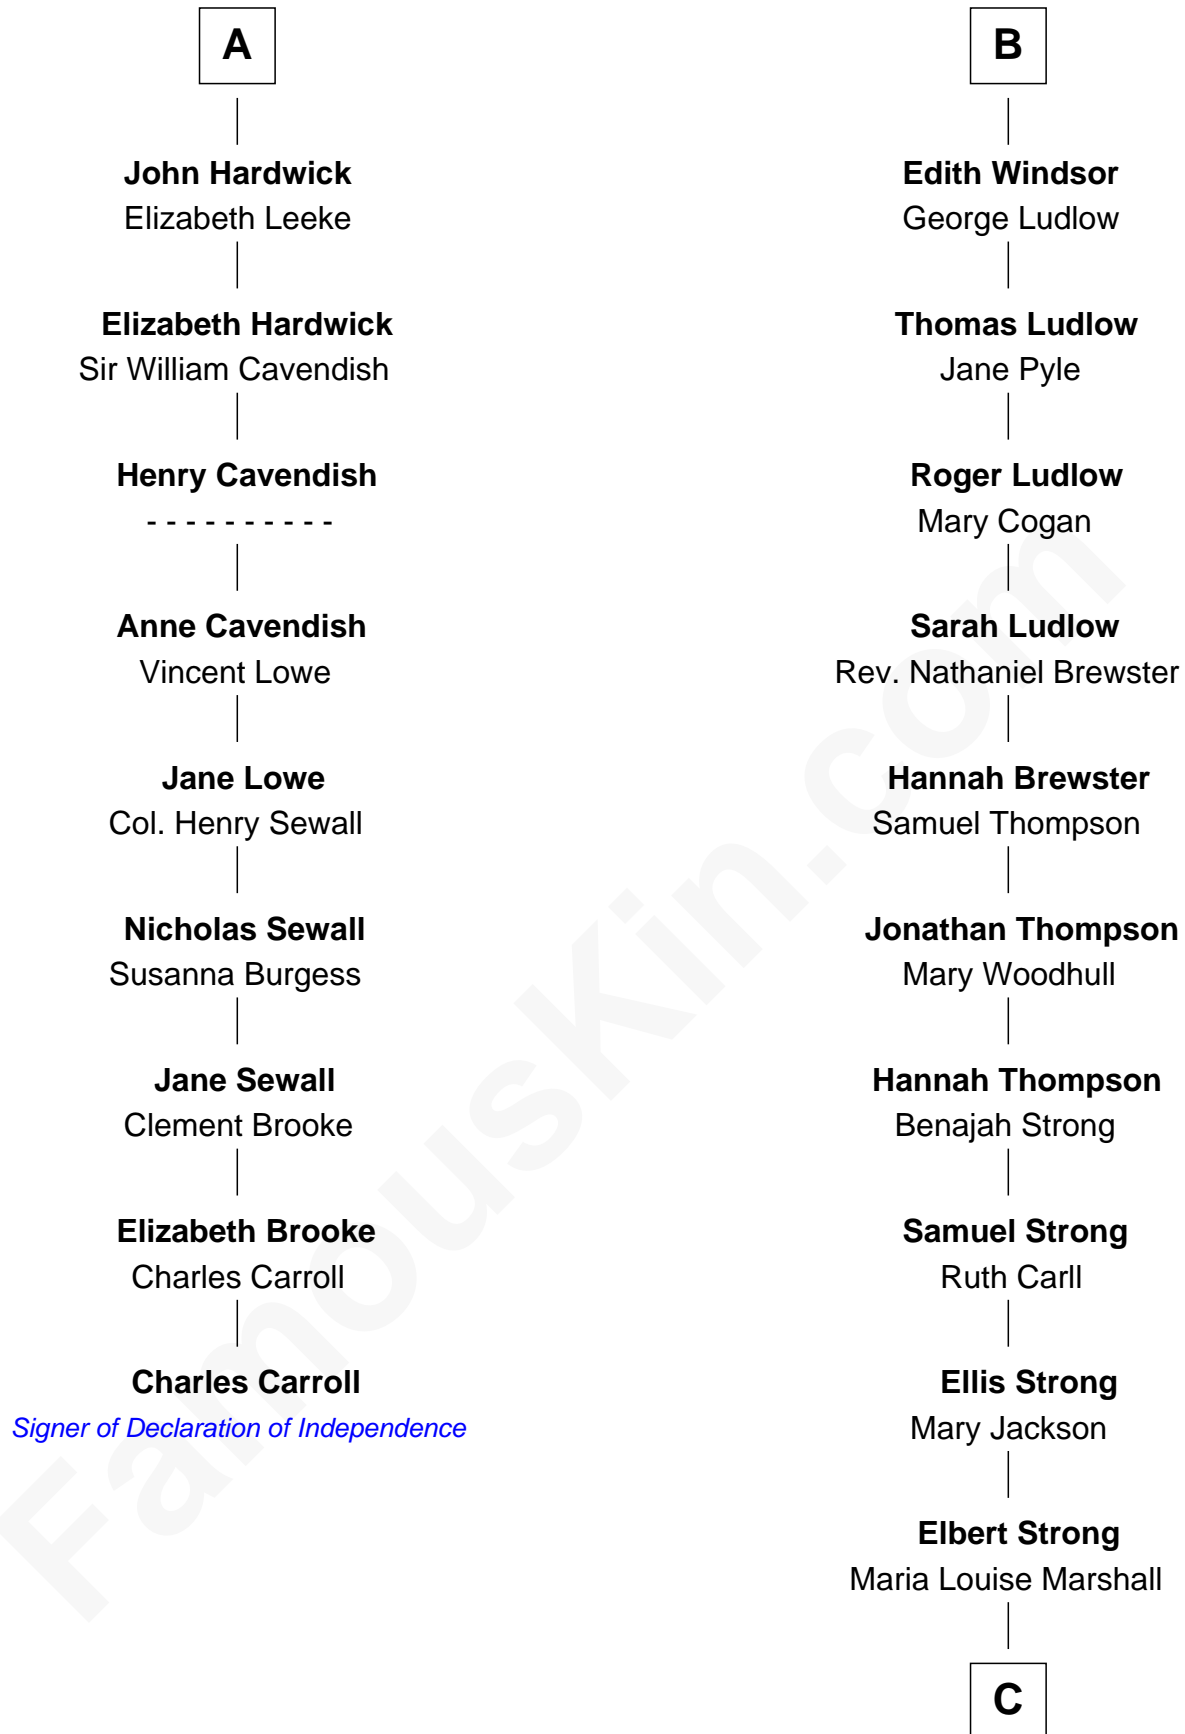 A
John Hardwick
Elizabeth Leeke
Elizabeth Hardwick
Sir William Cavendish
Henry Cavendish
- - - - - - - - - -
Anne Cavendish
Vincent Lowe
Jane Lowe
Col. Henry Sewall
Nicholas Sewall
Susanna Burgess
Jane Sewall
Clement Brooke
Elizabeth Brooke
Charles Carroll
Charles Carroll
Signer of Declaration of Independence
B
Edith Windsor
George Ludlow
Thomas Ludlow
Jane Pyle
Roger Ludlow
Mary Cogan
Sarah Ludlow
Rev. Nathaniel Brewster
Hannah Brewster
Samuel Thompson
Jonathan Thompson
Mary Woodhull
Hannah Thompson
Benajah Strong
Samuel Strong
Ruth Carll
Ellis Strong
Mary Jackson
Elbert Strong
Maria Louise Marshall
C
FamousKin.com